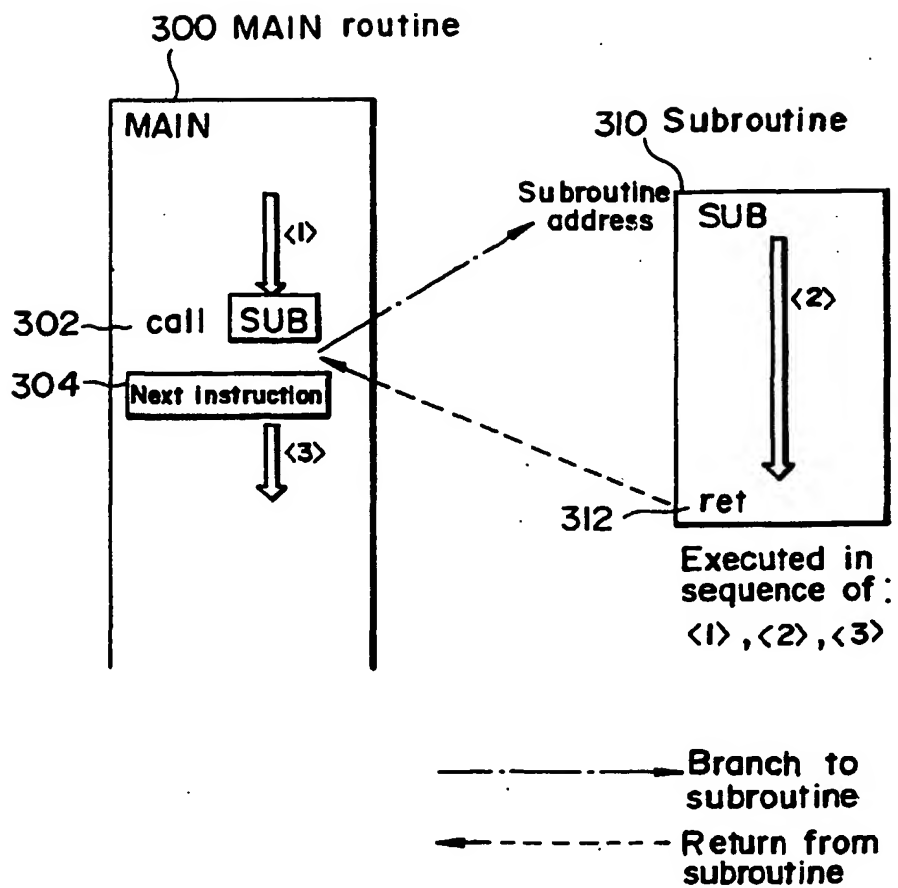 300 MAIN routine
MAIN
310 Subroutine
Subroutine
address
SUB
<1>
<2>
302 call SUB
304 Next instruction
<3>
312 ret
Executed in
sequence of :
<1>, <2>, <3>
Branch to
subroutine
Return from
subroutine